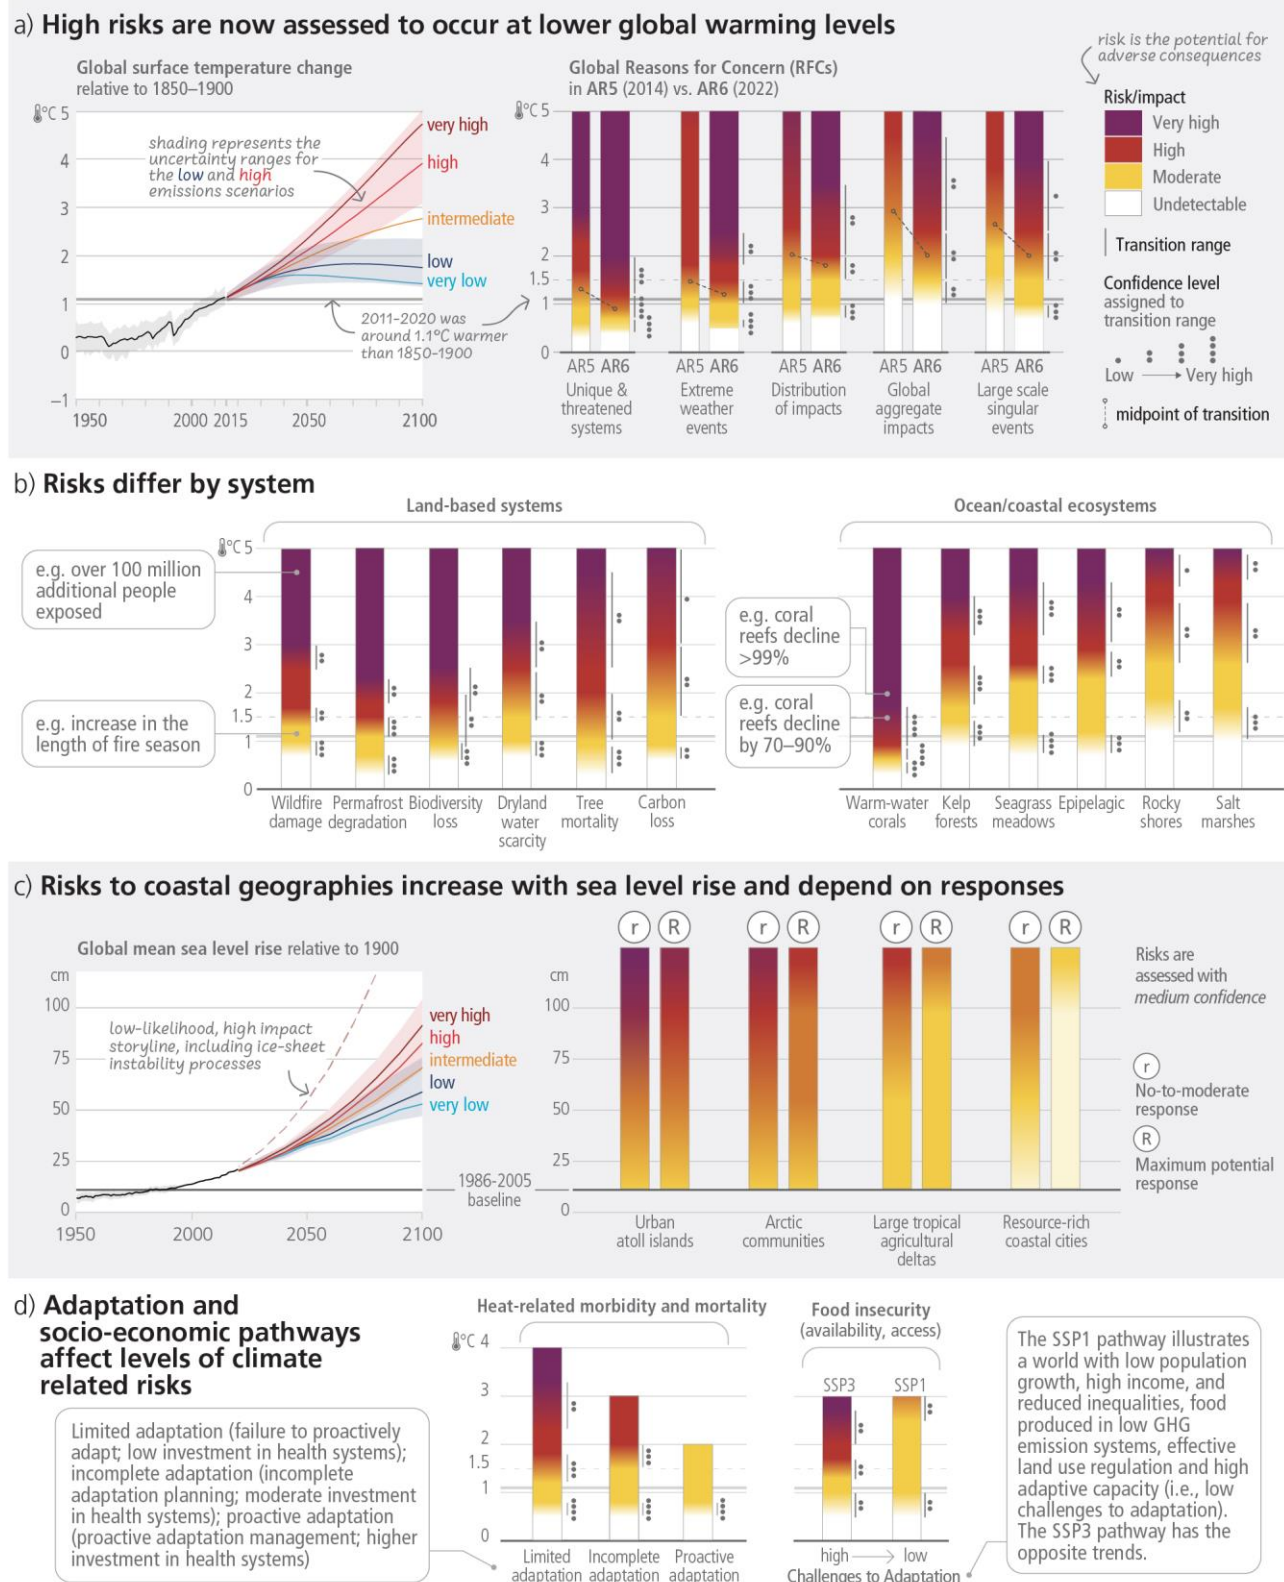 a) High risks are now assessed to occur at lower global warming levels
Global surface temperature change
relative to 1850–1900
°C 5
4
3
2
1
0
–1
1950
2000 2015
2050
2100
shading represents the
uncertainty ranges for
the low and high
emissions scenarios
very high
high
intermediate
low
very low
2011-2020 was
around 1.1°C warmer
than 1850-1900
Global Reasons for Concern (RFCs)
in AR5 (2014) vs. AR6 (2022)
°C 5
4
3
2
1.5
1
0
AR5 AR6
Unique &
threatened
systems
AR5 AR6
Extreme
weather
events
AR5 AR6
Distribution
of impacts
AR5 AR6
Global
aggregate
impacts
AR5 AR6
Large scale
singular
events
risk is the potential for
adverse consequences
Risk/impact
Very high
High
Moderate
Undetectable
Transition range
Confidence level
assigned to
transition range
Low
Very high
midpoint of transition
b) Risks differ by system
Land-based systems
e.g. over 100 million
additional people
exposed
e.g. increase in the
length of fire season
°C 5
4
3
2
1.5
1
0
Wildfire
damage
Permafrost
degradation
Biodiversity
loss
Dryland
water
scarcity
Tree
mortality
Carbon
loss
Ocean/coastal ecosystems
e.g. coral
reefs decline
>99%
e.g. coral
reefs decline
by 70–90%
Warm-water
corals
Kelp
forests
Seagrass
meadows
Epipelagic
Rocky
shores
Salt
marshes
c) Risks to coastal geographies increase with sea level rise and depend on responses
Global mean sea level rise relative to 1900
cm
100
75
50
25
0
1950
2000
2050
2100
low-likelihood, high impact
storyline, including ice-sheet
instability processes
very high
high
intermediate
low
very low
1986-2005
baseline
cm
100
75
50
25
0
r R
Urban
atoll islands
r R
Arctic
communities
r R
Large tropical
agricultural
deltas
r R
Resource-rich
coastal cities
Risks are
assessed with
medium confidence
r
No-to-moderate
response
R
Maximum potential
response
d) Adaptation and
socio-economic pathways
affect levels of climate
related risks
Limited adaptation (failure to proactively
adapt; low investment in health systems);
incomplete adaptation (incomplete
adaptation planning; moderate investment
in health systems); proactive adaptation
(proactive adaptation management; higher
investment in health systems)
Heat-related morbidity and mortality
°C 4
3
2
1.5
1
0
Limited
adaptation
Incomplete
adaptation
Proactive
adaptation
Food insecurity
(availability, access)
SSP3
SSP1
high
low
Challenges to Adaptation
The SSP1 pathway illustrates
a world with low population
growth, high income, and
reduced inequalities, food
produced in low GHG
emission systems, effective
land use regulation and high
adaptive capacity (i.e., low
challenges to adaptation).
The SSP3 pathway has the
opposite trends.